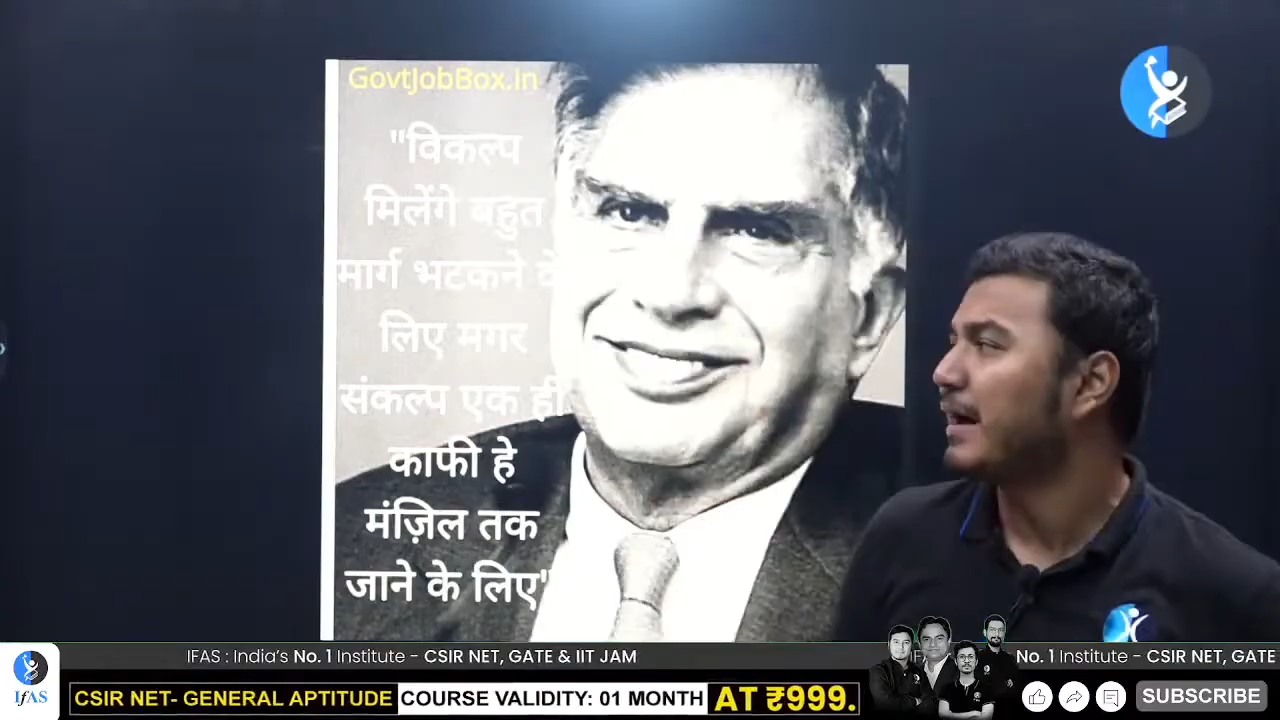 GovtJobBox.In
"विकल्प
मिलेंगे बहुत
मार्ग भटकने के
लिए मगर
संकल्प एक ही
काफी हे
मंज़िल तक
जाने के लिए"
IFAS : India's No. 1 Institute - CSIR NET, GATE & IIT JAM
No. 1 Institute - CSIR NET, GATE
IfAS
CSIR NET- GENERAL APTITUDE COURSE VALIDITY: 01 MONTH AT ₹999.
SUBSCRIBE